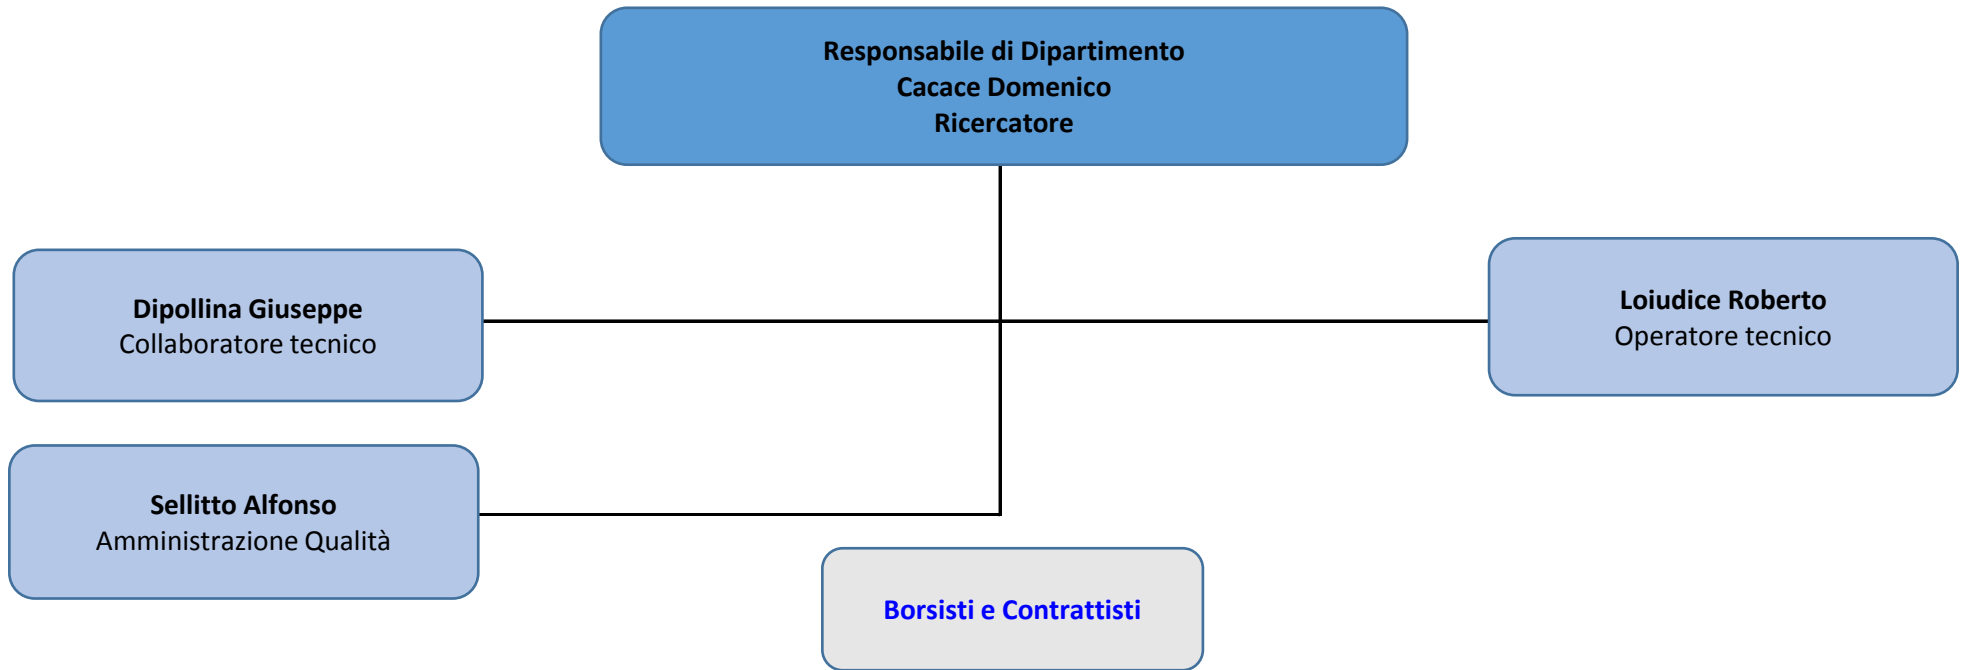 Responsabile di Dipartimento
Cacace Domenico
Ricercatore
Dipollina Giuseppe
Collaboratore tecnico
Loiudice Roberto
Operatore tecnico
Sellitto Alfonso
Amministrazione Qualità
Borsisti e Contrattisti